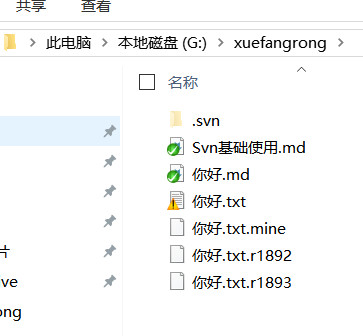 共享 查看
此电脑 > 本地磁盘 (G:) > xuefangrong >
名称
.svn
Svn基础使用.md
你好.md
你好.txt
你好.txt.mine
片 你好.txt.r1892
ve 你好.txt.r1893
ong